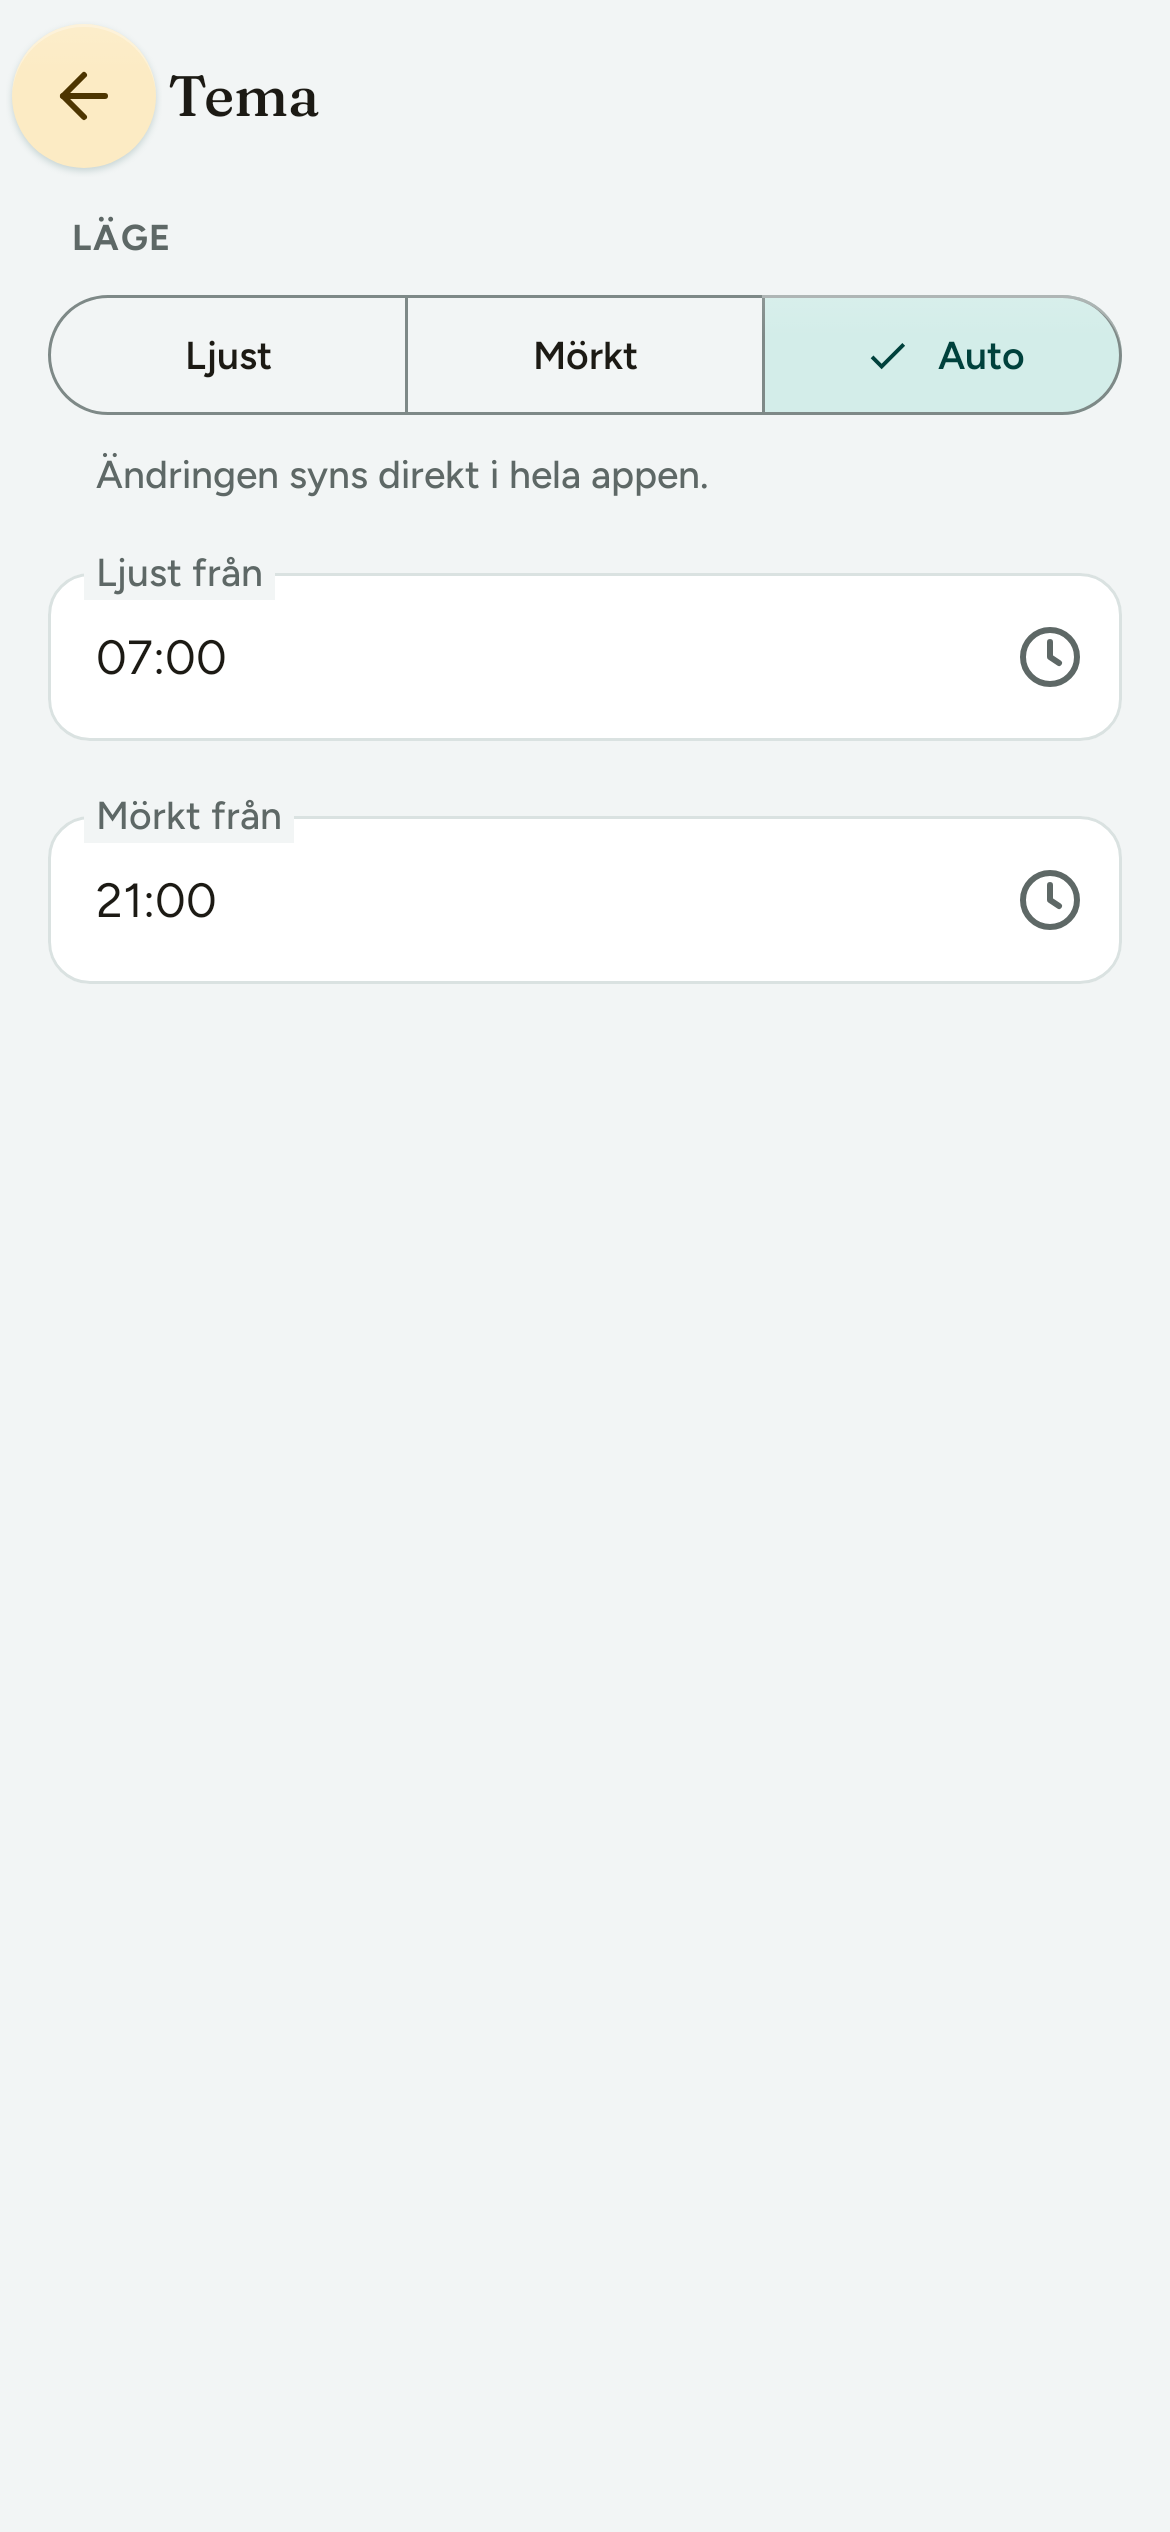 Tema
LÄGE
Ljust
Mörkt
Auto
Ändringen syns direkt i hela appen.
Ljust från
07:00
Mörkt från
21:00